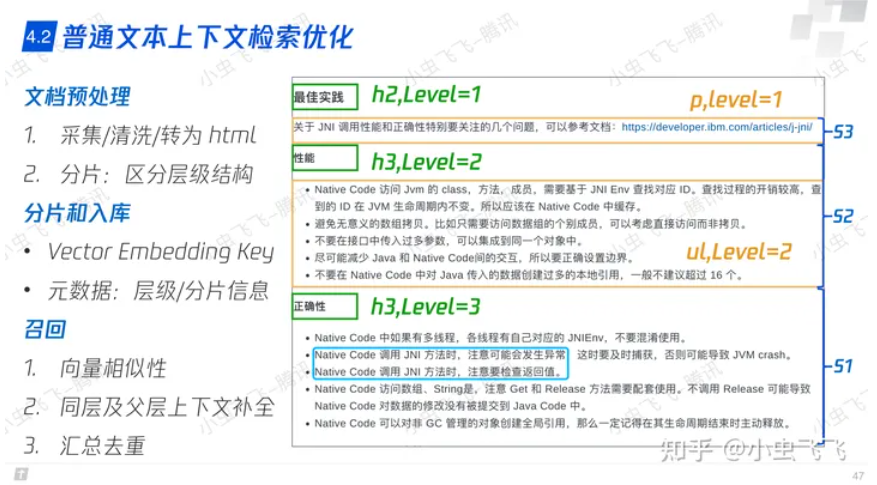 4.2 普通文本上下文检索优化
文档预处理
1. 采集/清洗/转为 html
2. 分片：区分层级结构
分片和入库
• Vector Embedding Key
• 元数据：层级/分片信息
召回
1. 向量相似性
2. 同层及父层上下文补全
3. 汇总去重
最佳实践 h2,Level=1
p,level=1
关于 JNI 调用性能和正确性特别要关注的几个问题，可以参考文档：https://developer.ibm.com/articles/j-jni/
S3
性能 h3,Level=2
• Native Code 访问 Jvm 的 class，方法，成员，需要基于 JNI Env 查找对应 ID。查找过程的开销较高，查
到的 ID 在 JVM 生命周期内不变。所以应该在 Native Code 中缓存。
• 避免无意义的数组拷贝。比如只需要访问数据组的个别成员，可以考虑直接访问而非拷贝。
• 不要在接口中传入过多参数，可以集成到同一个对象中。
• 尽可能减少 Java 和 Native Code间的交互，所以要正确设置边界。
• 不要在 Native Code 中对 Java 传入的数据创建过多的本地引用，一般不建议超过 16 个。
ul,Level=2
S2
正确性 h3,Level=3
• Native Code 中如果有多线程，各线程有自己对应的 JNIEnv，不要混淆使用。
• Native Code 调用 JNI 方法时，注意可能会发生异常 这时要及时捕获，否则可能导致 JVM crash。
• Native Code 调用 JNI 方法时，注意要检查返回值。
• Native Code 访问数组、String是，注意 Get 和 Release 方法需要配套使用。不调用 Release 可能导致
Native Code 对数据的修改没有被提交到 Java Code 中。
• Native Code 可以对非 GC 管理的对象创建全局引用，那么一定记得在其生命周期结束时主动释放。
S1
知乎 @小虫飞飞
47
小虫飞飞-腾讯